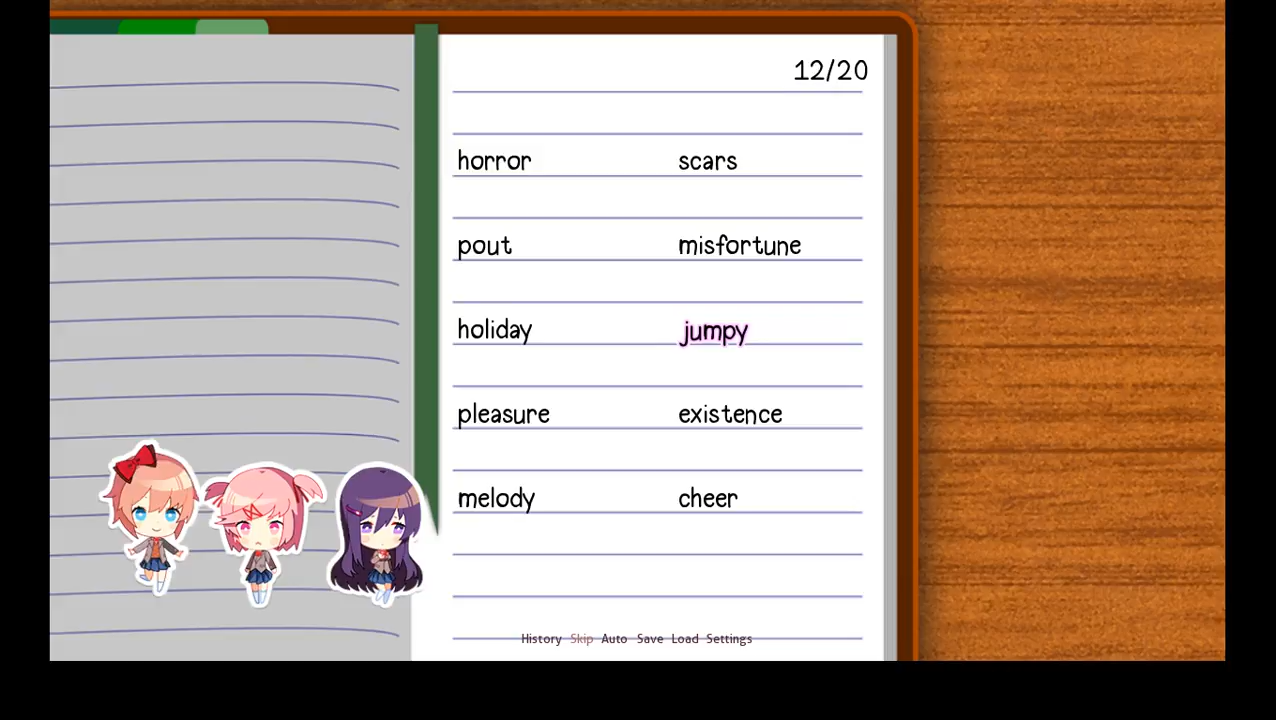 12/20
horror scars
pout misfortune
holiday jumpy
pleasure existence
melody cheer
History Skip Auto Save Load Settings